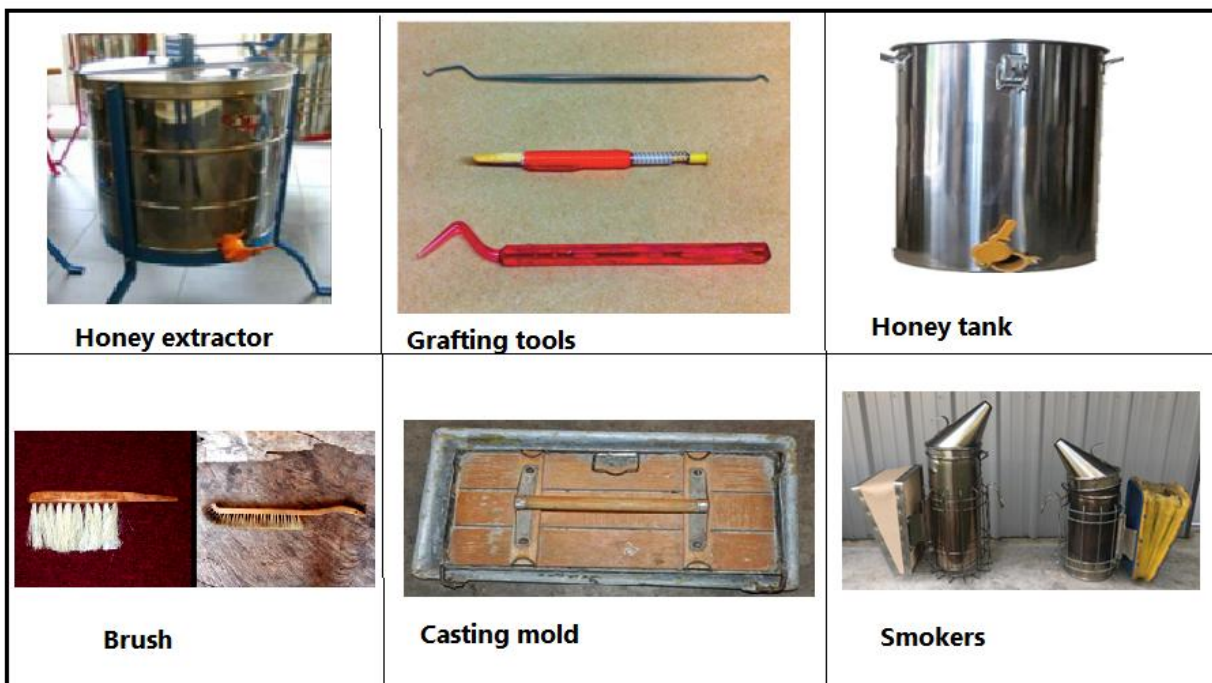 Honey extractor
Grafting tools
Honey tank
Brush
Casting mold
Smokers